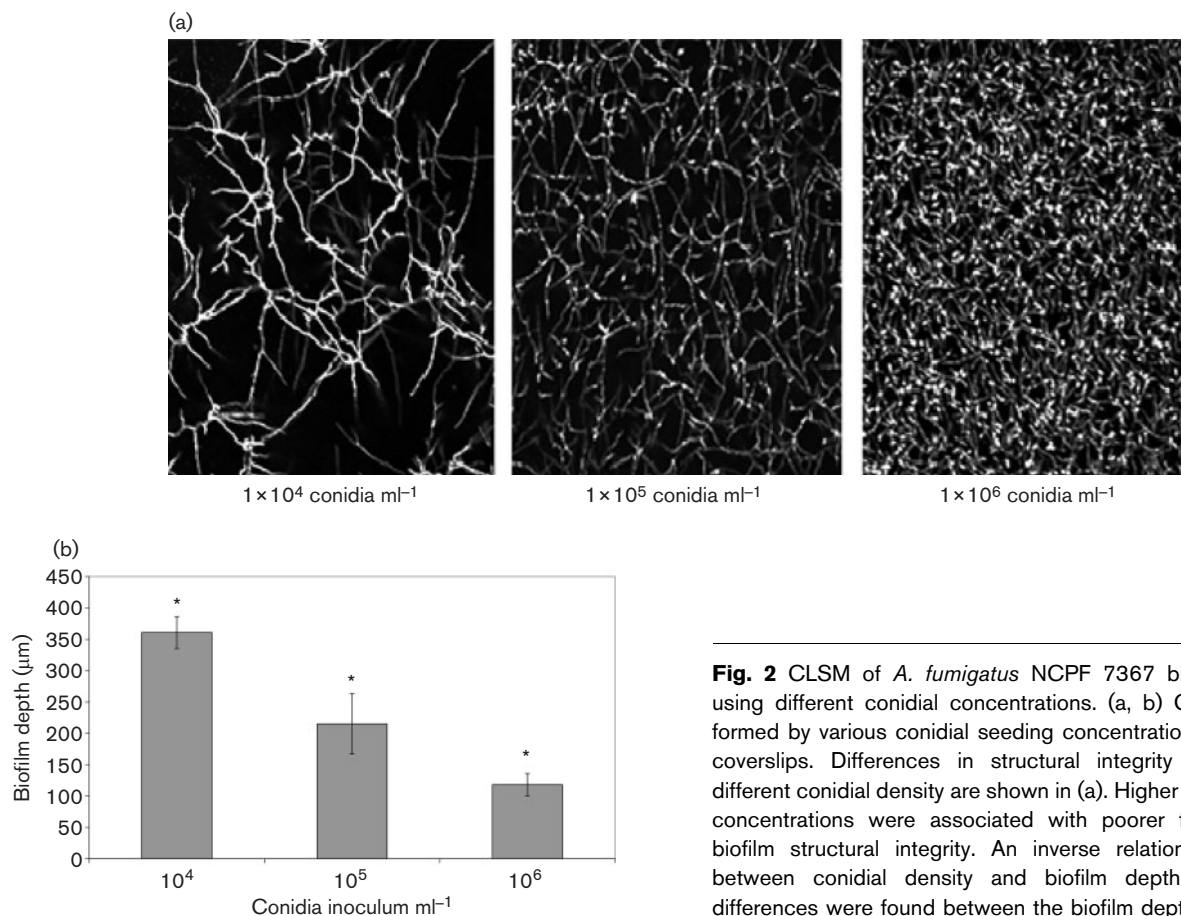 (a)
1×10⁴ conidia ml⁻¹
1×10⁵ conidia ml⁻¹
1×10⁶ conidia ml⁻¹
(b)
Biofilm depth (μm)
450
400
350
300
250
200
150
100
50
0
*
*
*
10⁴
10⁵
10⁶
Conidia inoculum ml⁻¹
Fig. 2 CLSM of A. fumigatus NCPF 7367 bi
using different conidial concentrations. (a, b) C
formed by various conidial seeding concentration
coverslips. Differences in structural integrity
different conidial density are shown in (a). Higher
concentrations were associated with poorer f
biofilm structural integrity. An inverse relation
between conidial density and biofilm depth
differences were found between the biofilm dept